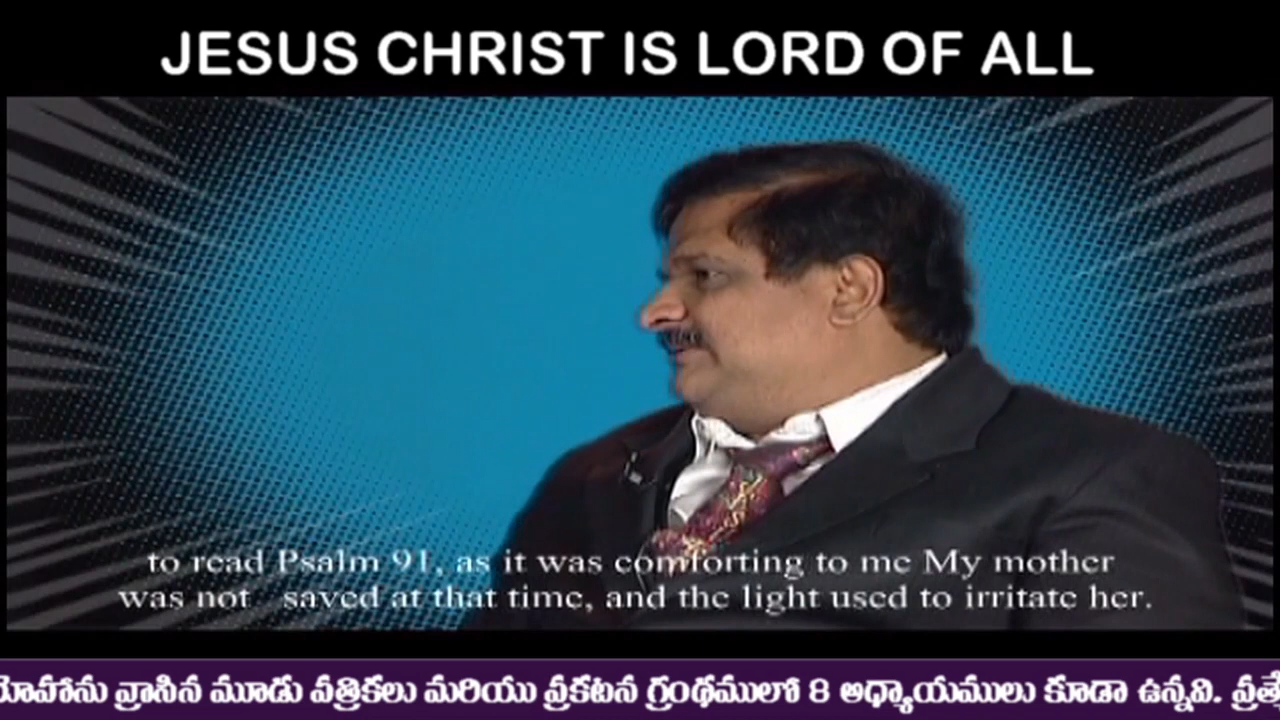 JESUS CHRIST IS LORD OF ALL
to read Psalm 91, as it was comforting to me My mother
was not saved at that time, and the light used to irritate her.
యోహాను వ్రాసిన మూడు పత్రికలు మరియు ప్రకటన గ్రంథములో 8 అధ్యాయములు కూడా ఉన్నవి.